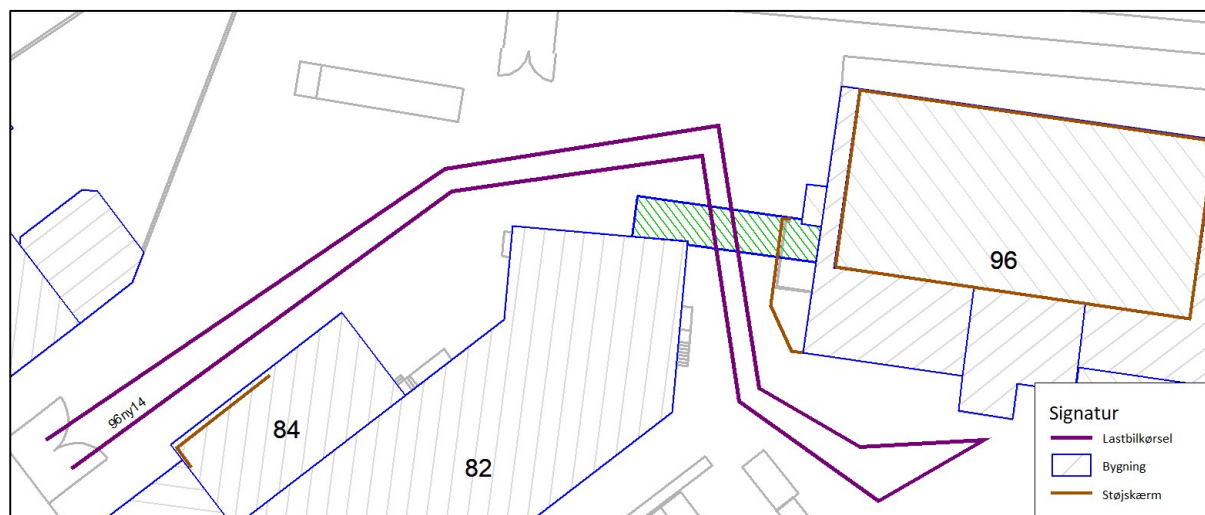 96
96ny14
84
82
Signatur
Lastbilkørsel
Bygning
Støjskærm